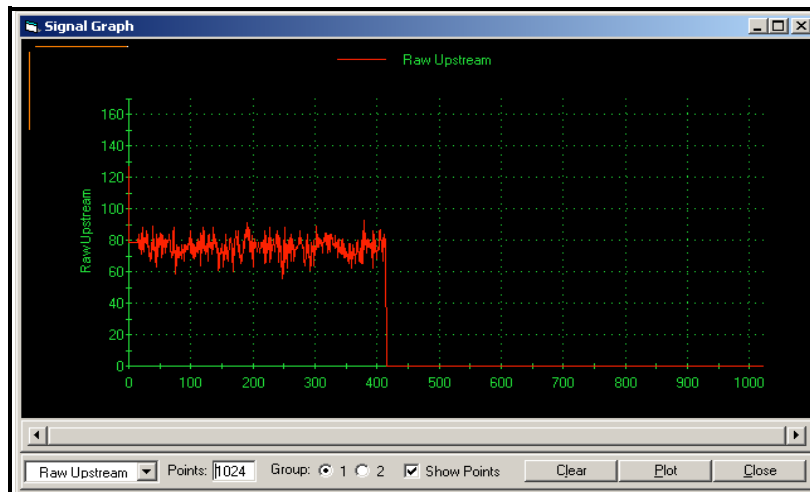 Signal Graph
Raw Upstream
160
140
120
100
80
60
40
20
0
RawUpstream
0 100 200 300 400 500 600 700 800 900 1000
Raw Upstream Points: 1024 Group: 1 2 Show Points Clear Plot Close